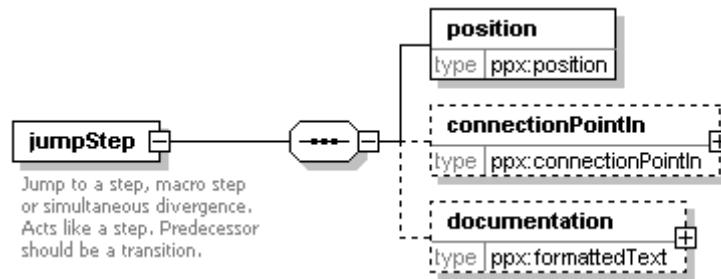 position
type ppx:position
jumpStep
connectionPointIn
type ppx:connectionPointIn
Jump to a step, macro step
or simultaneous divergence.
Acts like a step. Predecessor
should be a transition.
documentation
type ppx:formattedText